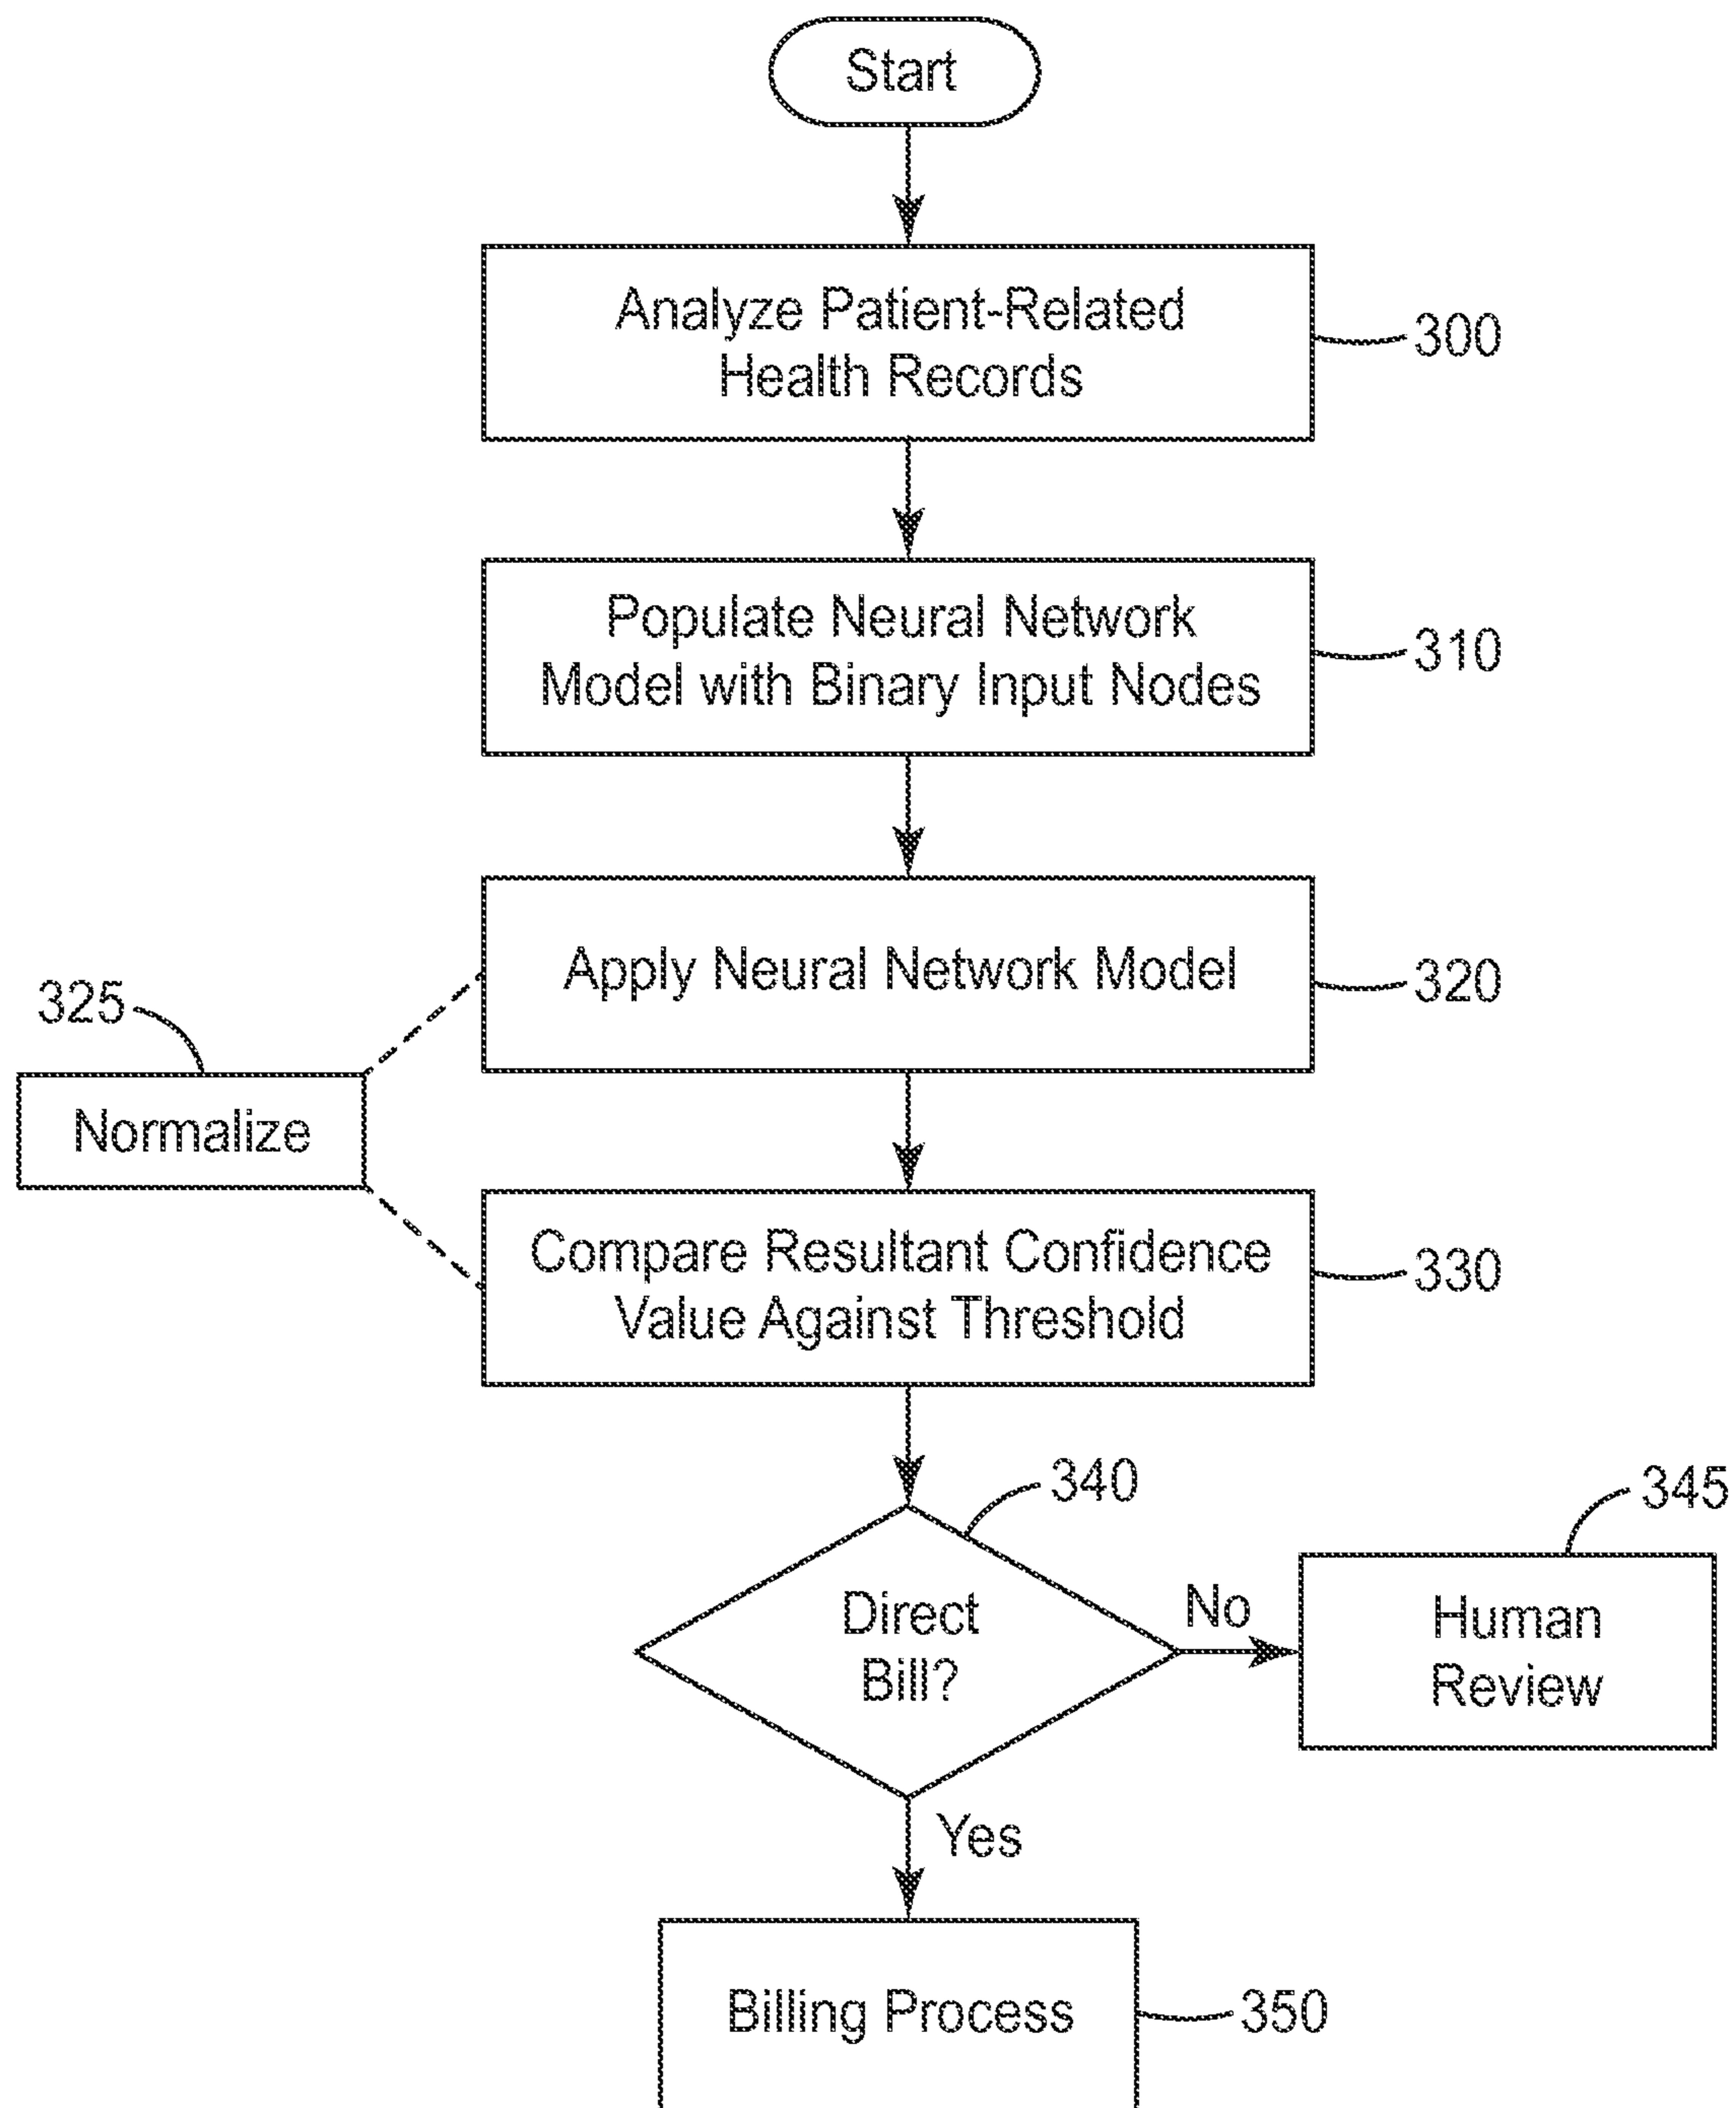 Start
Analyze Patient-Related
Health Records
300
Populate Neural Network
Model with Binary Input Nodes
310
Apply Neural Network Model
320
325
Normalize
Compare Resultant Confidence
Value Against Threshold
330
340
Direct
Bill?
No
345
Human
Review
Yes
Billing Process
350